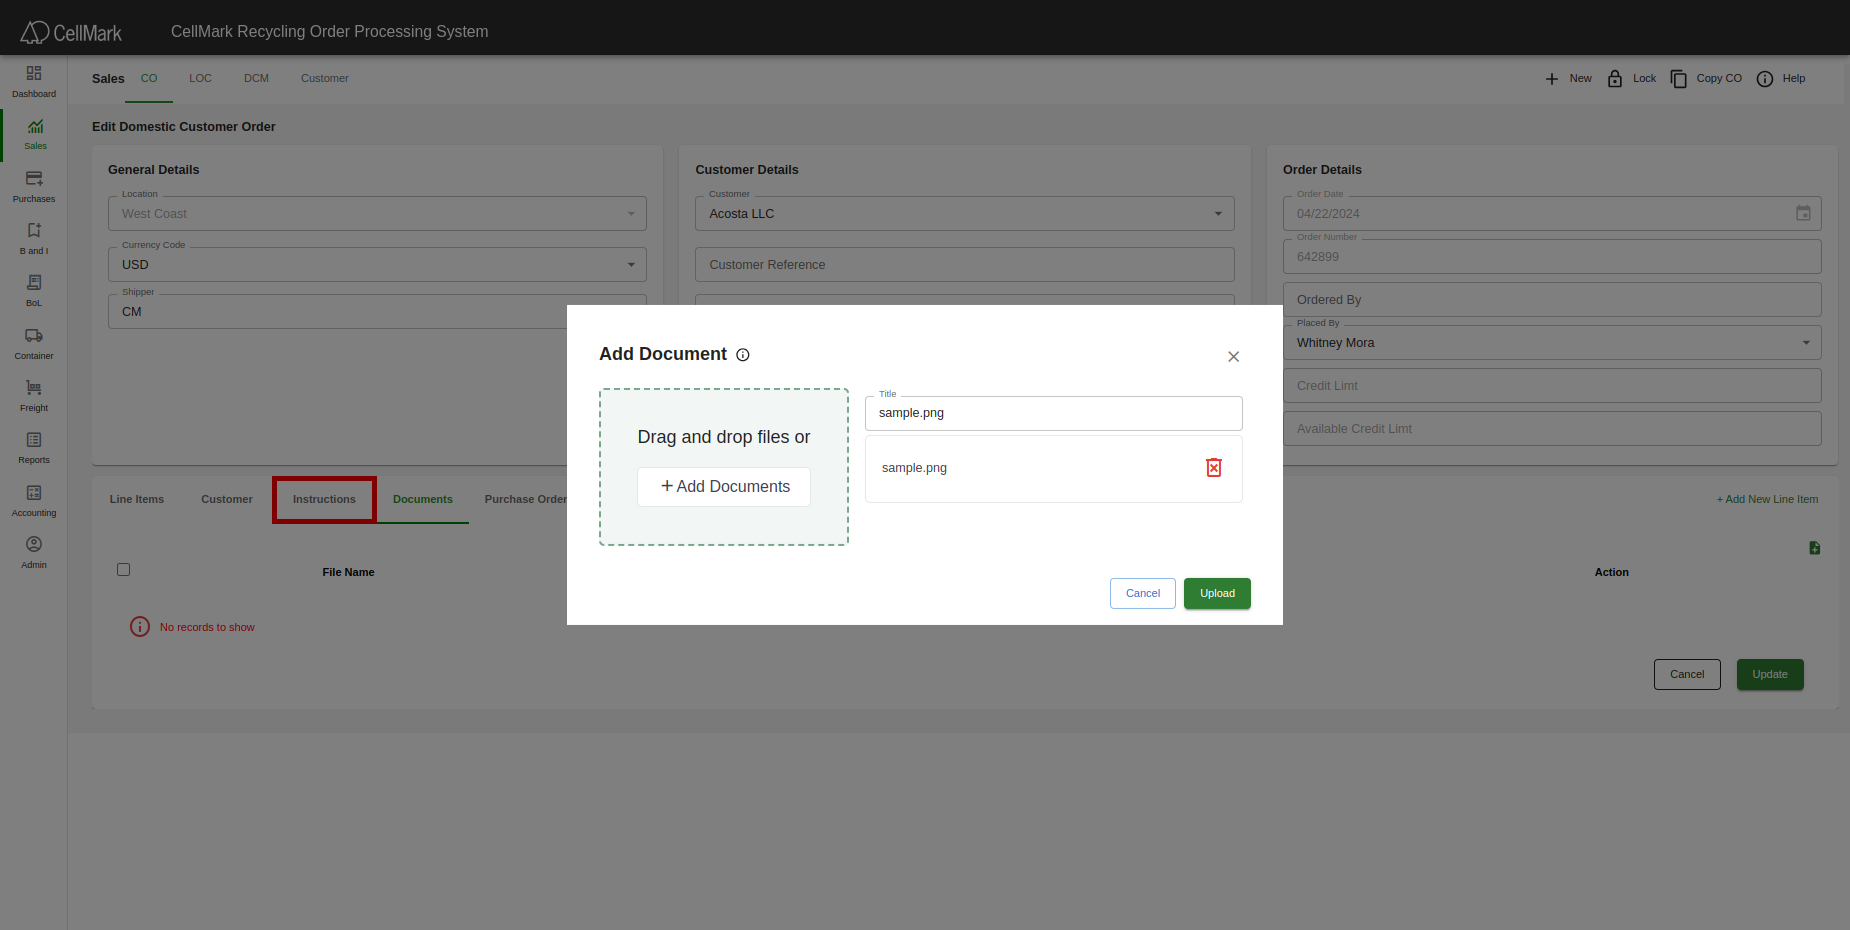 CellMark
CellMark Recycling Order Processing System
Dashboard
Sales
Purchases
B and I
BoL
Container
Freight
Reports
Accounting
Admin
Sales
CO
LOC
DCM
Customer
New
Lock
Copy CO
Help
Edit Domestic Customer Order
General Details
Location
West Coast
Currency Code
USD
Shipper
CM
Customer Details
Customer
Acosta LLC
Customer Reference
Order Details
Order Date
04/22/2024
Order Number
642899
Ordered By
Placed By
Whitney Mora
Credit Limt
Available Credit Limt
Add Document
Drag and drop files or
+ Add Documents
Title
sample.png
sample.png
Cancel
Upload
Line Items
Customer
Instructions
Documents
Purchase Order
+ Add New Line Item
File Name
Action
No records to show
Cancel
Update